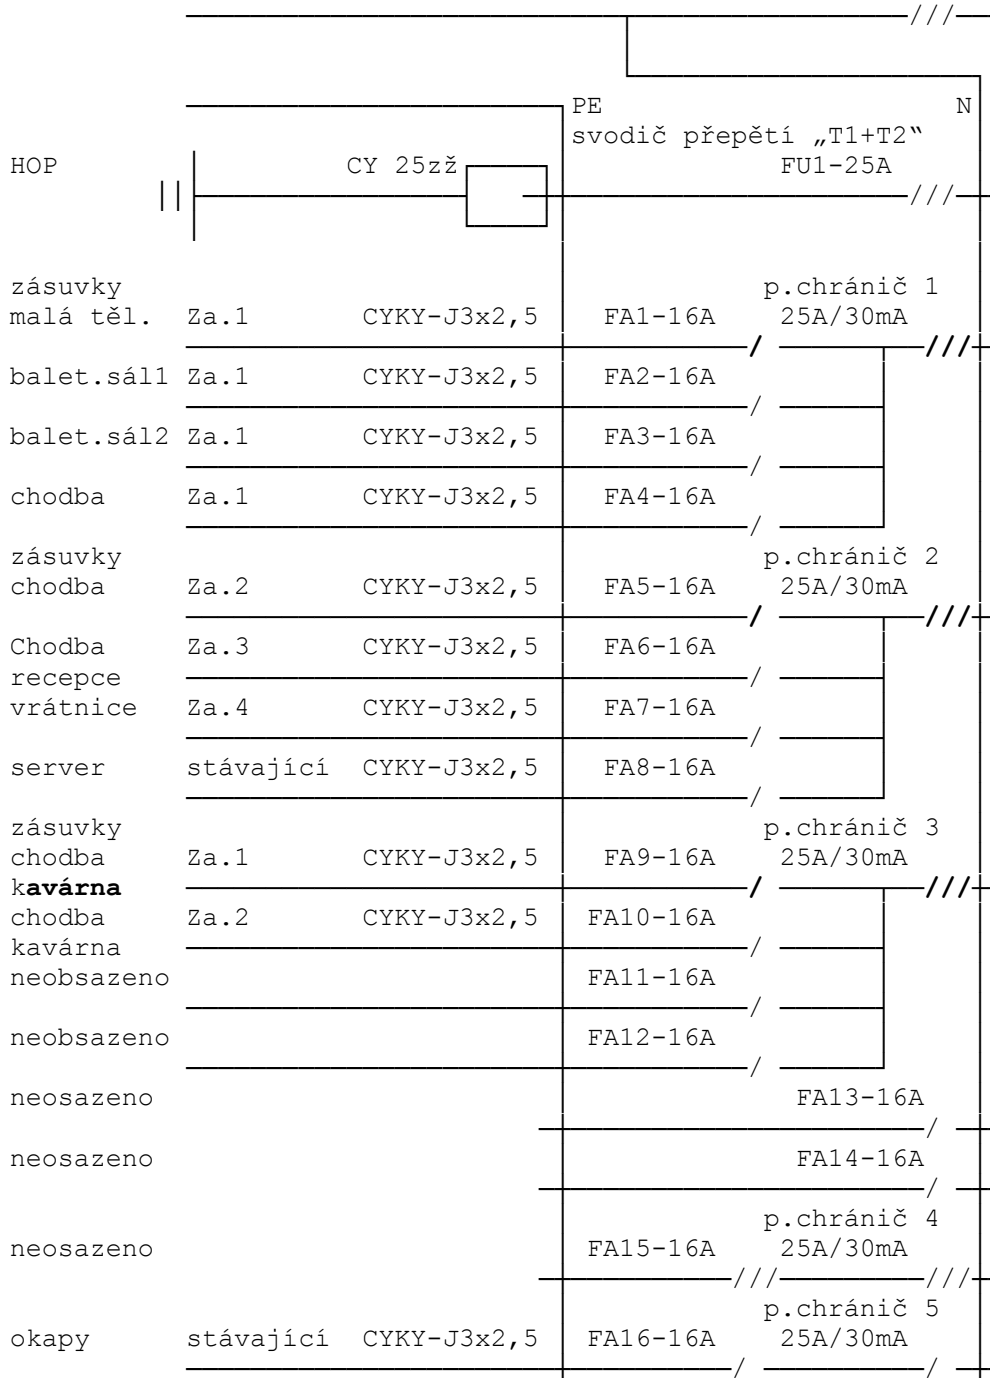 PE N
svodič přepětí „T1+T2“
HOP CY 25zž FU1-25A
zásuvky p.chránič 1
malá těl. Za.1 CYKY-J3x2,5 FA1-16A 25A/30mA
balet.sál1 Za.1 CYKY-J3x2,5 FA2-16A
balet.sál2 Za.1 CYKY-J3x2,5 FA3-16A
chodba Za.1 CYKY-J3x2,5 FA4-16A
zásuvky p.chránič 2
chodba Za.2 CYKY-J3x2,5 FA5-16A 25A/30mA
Chodba Za.3 CYKY-J3x2,5 FA6-16A
recepce
vrátnice Za.4 CYKY-J3x2,5 FA7-16A
server stávající CYKY-J3x2,5 FA8-16A
zásuvky p.chránič 3
chodba Za.1 CYKY-J3x2,5 FA9-16A 25A/30mA
kavárna
chodba Za.2 CYKY-J3x2,5 FA10-16A
kavárna
neobsazeno FA11-16A
neobsazeno FA12-16A
neosazeno FA13-16A
neosazeno FA14-16A
p.chránič 4
neosazeno FA15-16A 25A/30mA
p.chránič 5
okapy stávající CYKY-J3x2,5 FA16-16A 25A/30mA